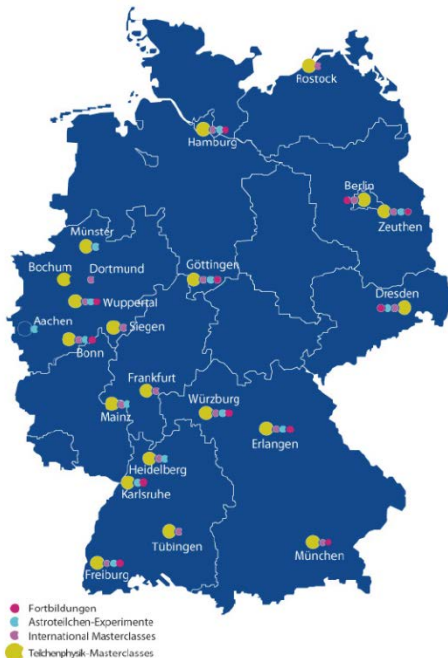 Rostock
Hamburg
Berlin
Zeuthen
Münster
Göttingen
Bochum
Dortmund
Wuppertal
Dresden
Aachen
Siegen
Bonn
Frankfurt
Würzburg
Mainz
Erlangen
Heidelberg
Karlsruhe
Tübingen
München
Freiburg
Fortbildungen
Astroteilchen-Experimente
International Masterclasses
Teilchenphysik-Masterclasses